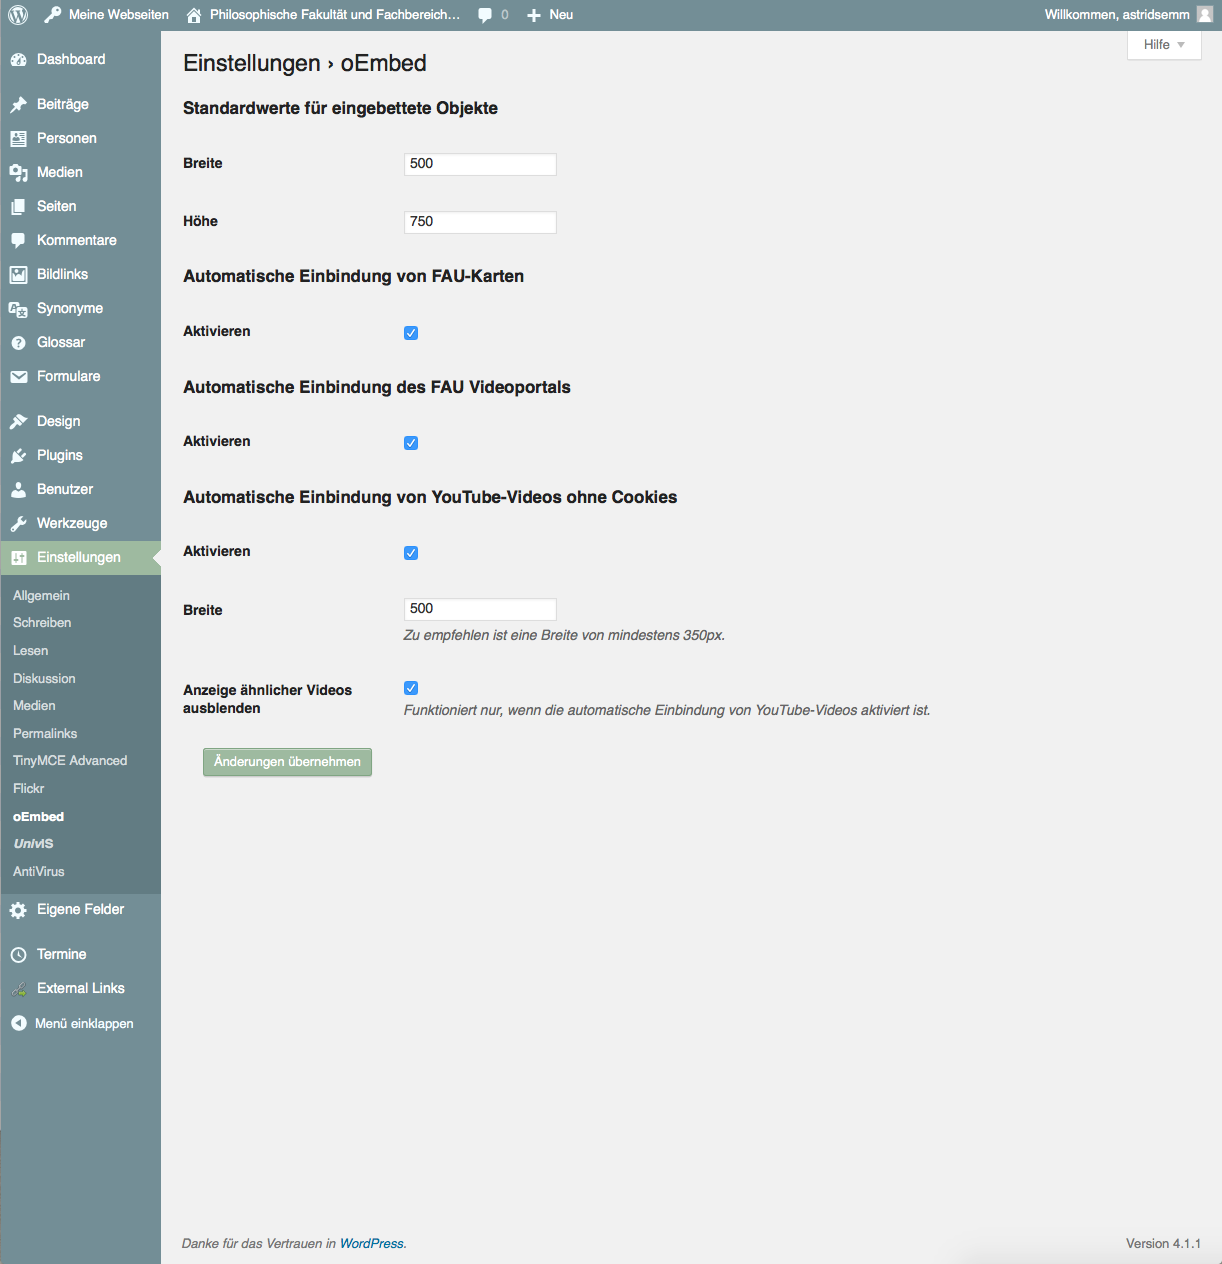 Meine Webseiten
Philosophische Fakultät und Fachbereich...
0
Neu
Willkommen, astridsemm
Hilfe
Dashboard
Beiträge
Personen
Medien
Seiten
Kommentare
Bildlinks
Synonyme
Glossar
Formulare
Design
Plugins
Benutzer
Werkzeuge
Einstellungen
Allgemein
Schreiben
Lesen
Diskussion
Medien
Permalinks
TinyMCE Advanced
Flickr
oEmbed
UnivIS
AntiVirus
Eigene Felder
Termine
External Links
Menü einklappen
Einstellungen › oEmbed
Standardwerte für eingebettete Objekte
Breite
500
Höhe
750
Automatische Einbindung von FAU-Karten
Aktivieren
Automatische Einbindung des FAU Videoportals
Aktivieren
Automatische Einbindung von YouTube-Videos ohne Cookies
Aktivieren
Breite
500
Zu empfehlen ist eine Breite von mindestens 350px.
Anzeige ähnlicher Videos
ausblenden
Funktioniert nur, wenn die automatische Einbindung von YouTube-Videos aktiviert ist.
Änderungen übernehmen
Danke für das Vertrauen in WordPress.
Version 4.1.1